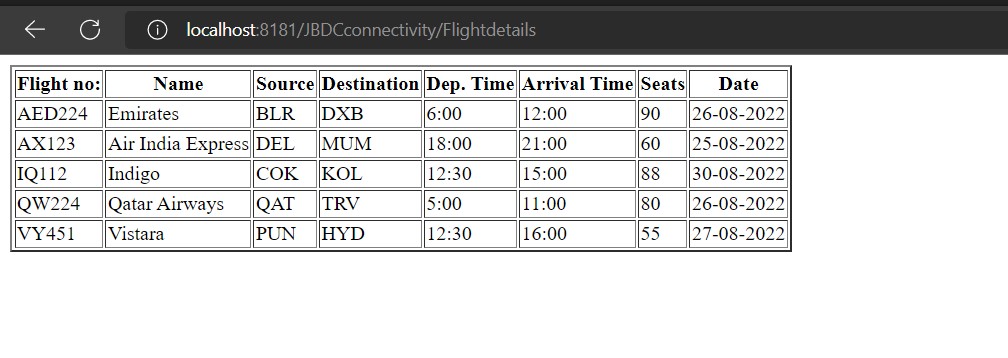 localhost:8181/JBDCconnectivity/Flightdetails
Flight no: Name Source Destination Dep. Time Arrival Time Seats Date
AED224 Emirates BLR DXB 6:00 12:00 90 26-08-2022
AX123 Air India Express DEL MUM 18:00 21:00 60 25-08-2022
IQ112 Indigo COK KOL 12:30 15:00 88 30-08-2022
QW224 Qatar Airways QAT TRV 5:00 11:00 80 26-08-2022
VY451 Vistara PUN HYD 12:30 16:00 55 27-08-2022